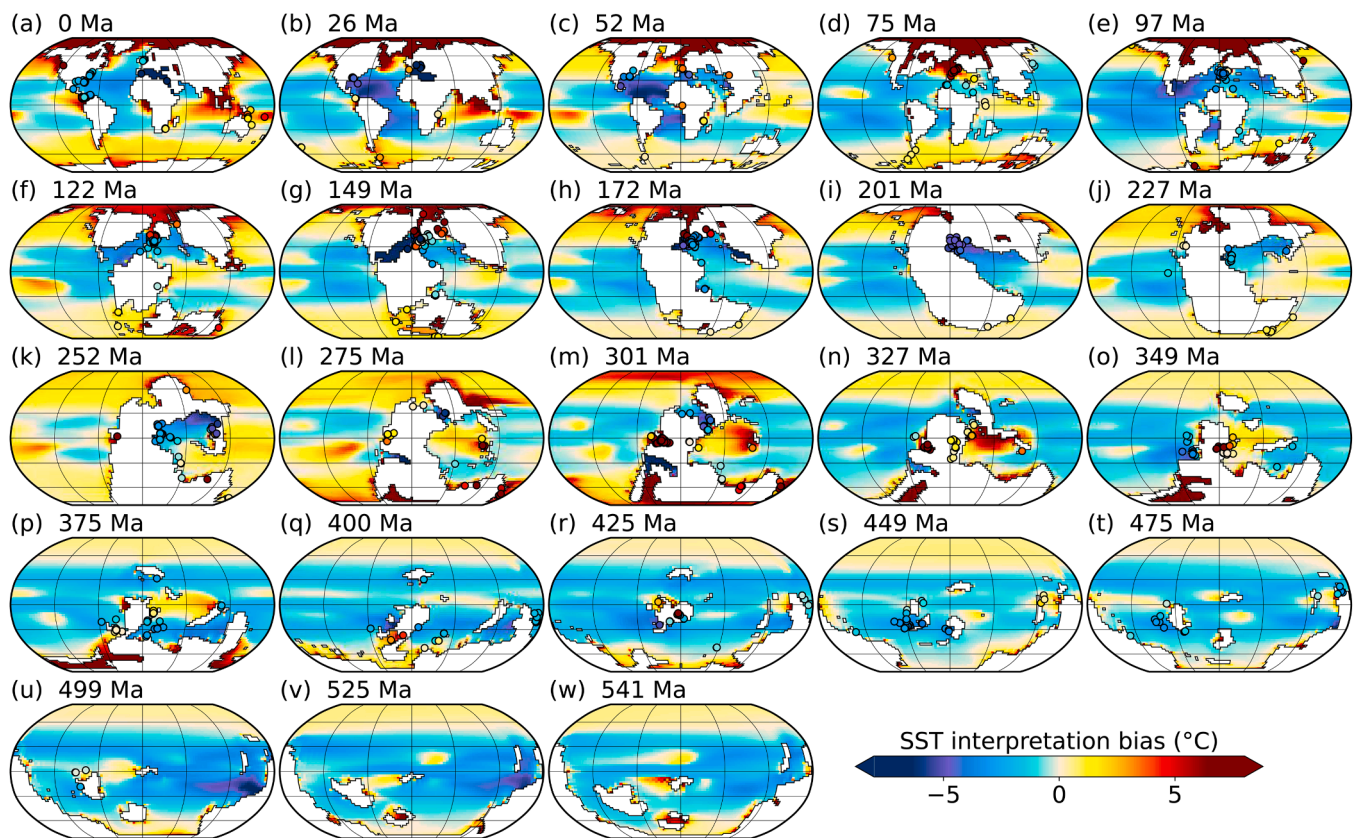 (a) 0 Ma
(b) 26 Ma
(c) 52 Ma
(d) 75 Ma
(e) 97 Ma
(f) 122 Ma
(g) 149 Ma
(h) 172 Ma
(i) 201 Ma
(j) 227 Ma
(k) 252 Ma
(l) 275 Ma
(m) 301 Ma
(n) 327 Ma
(o) 349 Ma
(p) 375 Ma
(q) 400 Ma
(r) 425 Ma
(s) 449 Ma
(t) 475 Ma
(u) 499 Ma
(v) 525 Ma
(w) 541 Ma
SST interpretation bias (°C)
−5 0 5